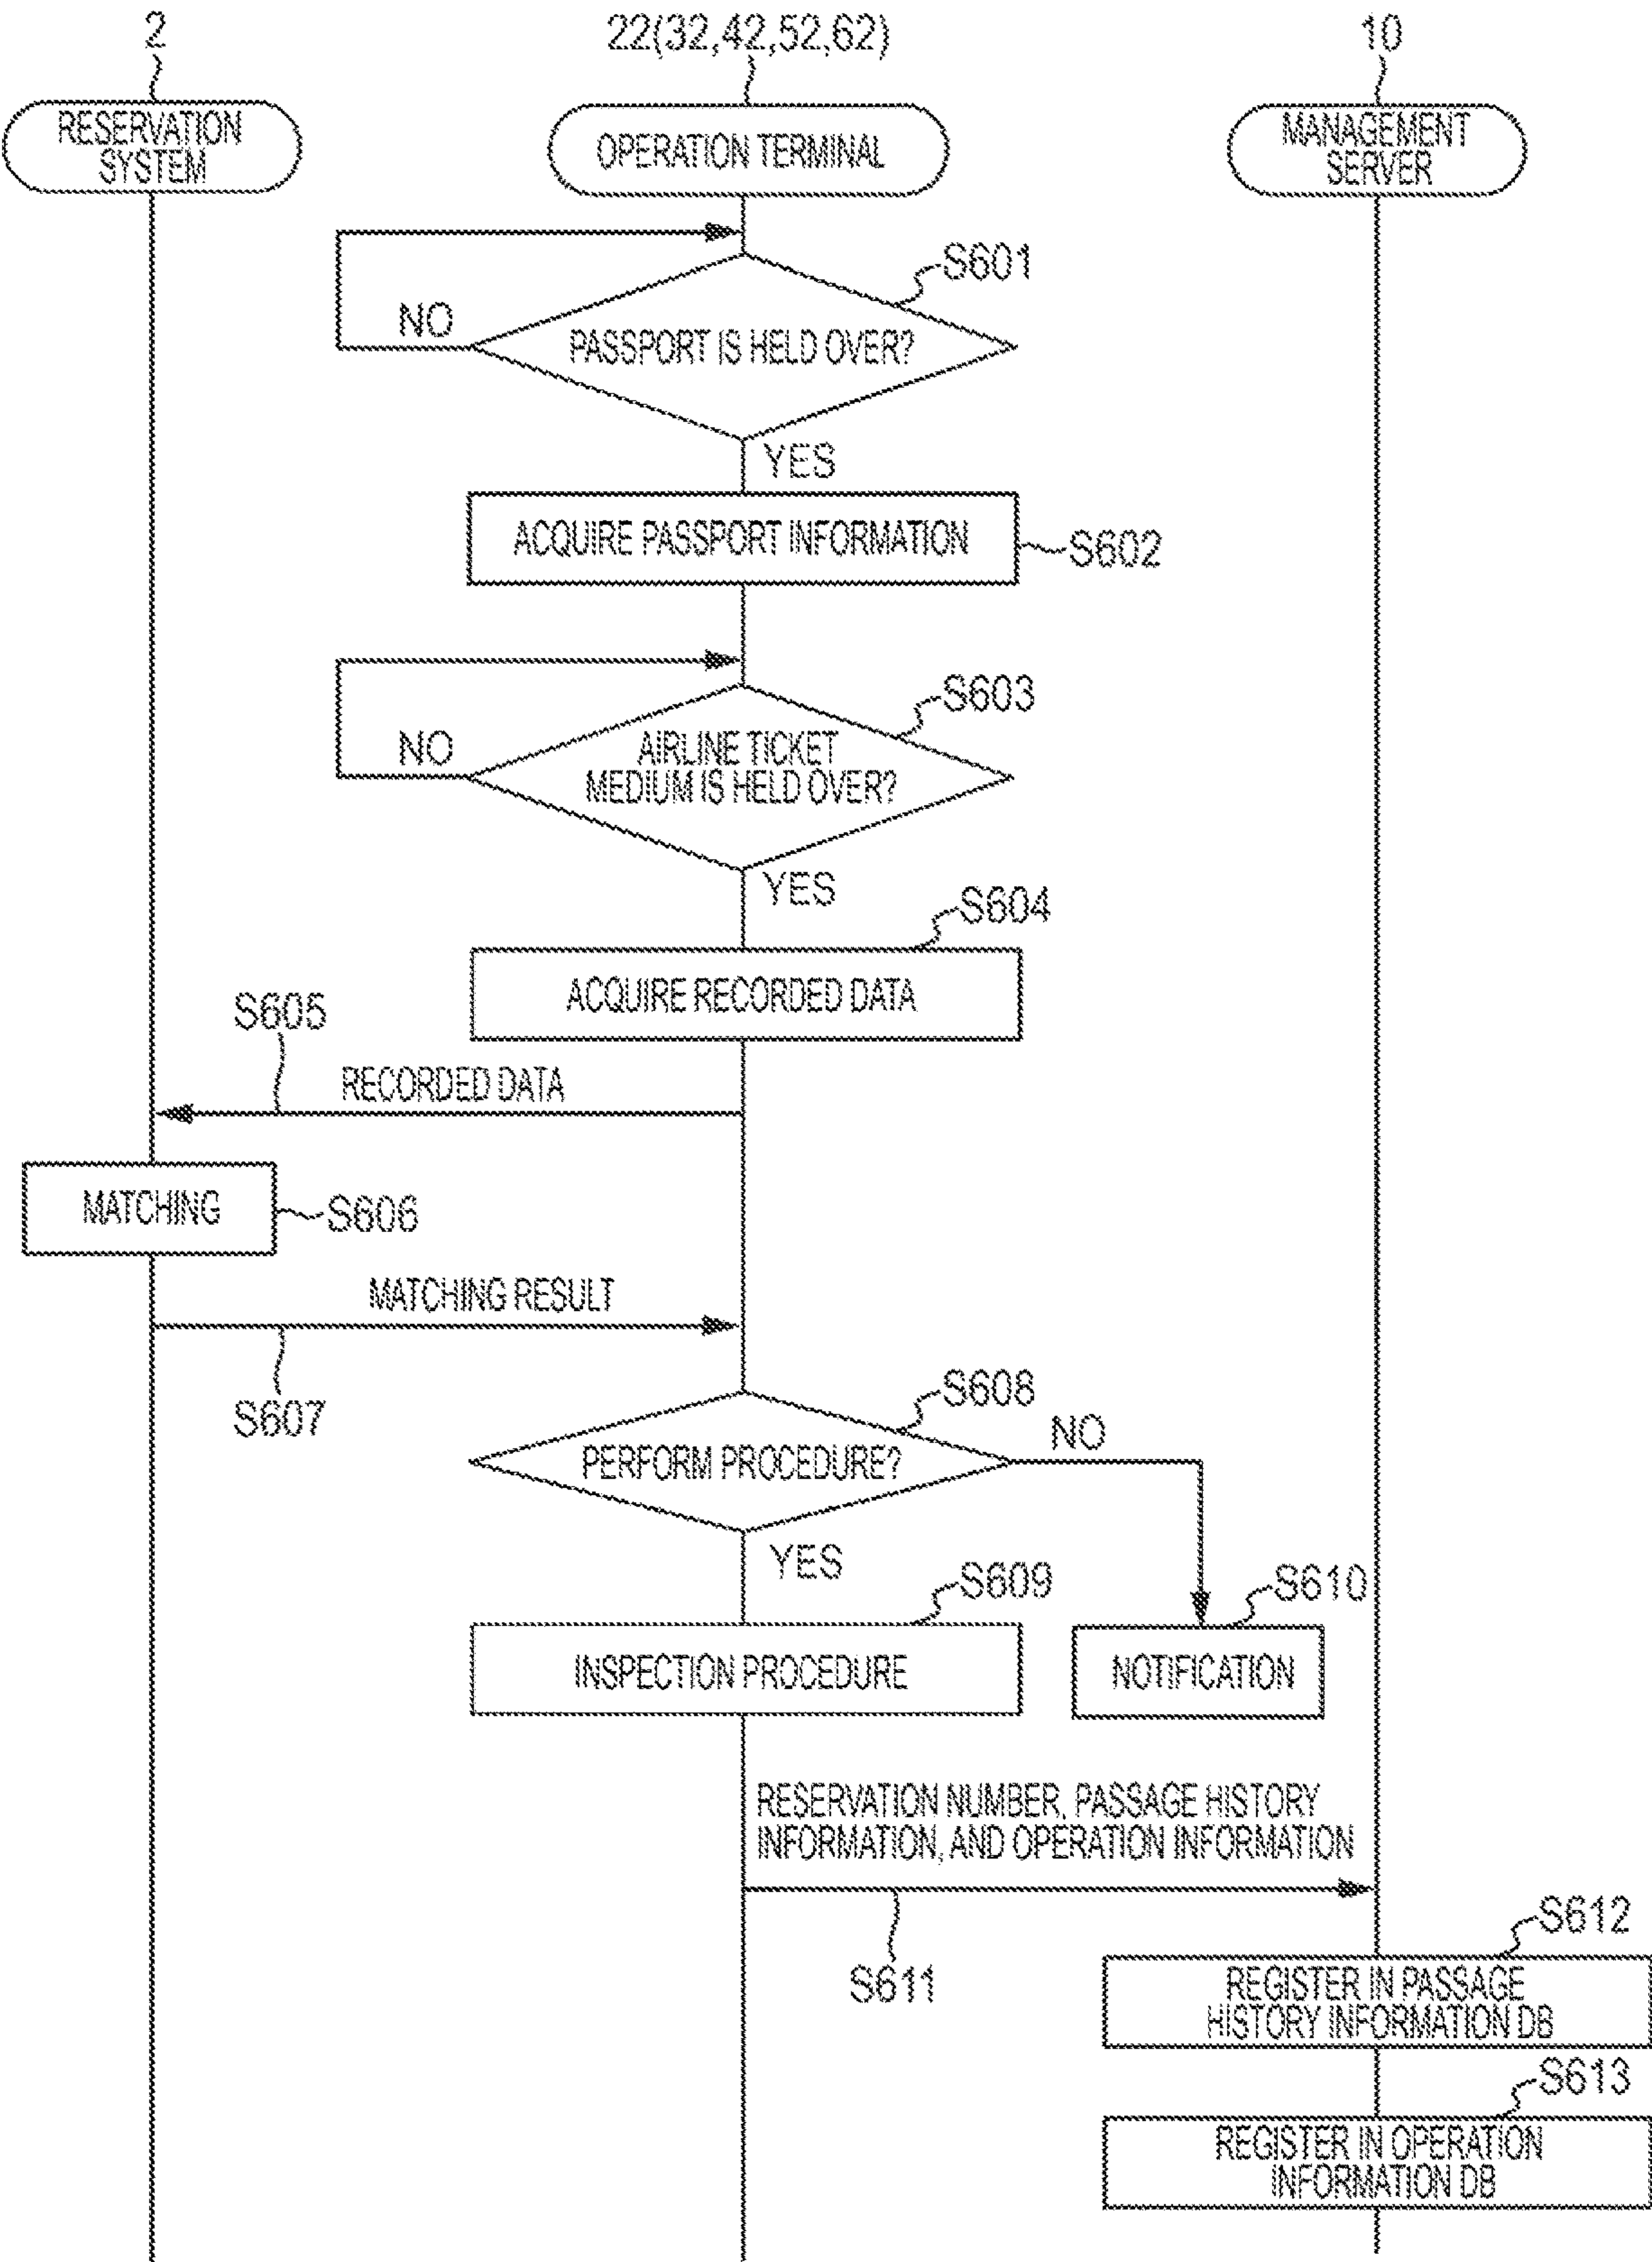 2
22(32,42,52,62)
10
RESERVATION
SYSTEM
OPERATION TERMINAL
MANAGEMENT
SERVER
S601
NO
PASSPORT IS HELD OVER?
YES
ACQUIRE PASSPORT INFORMATION
S602
S603
NO
AIRLINE TICKET
MEDIUM IS HELD OVER?
YES
S604
ACQUIRE RECORDED DATA
S605
RECORDED DATA
MATCHING
S606
MATCHING RESULT
S607
S608
NO
PERFORM PROCEDURE?
YES
S609
S610
INSPECTION PROCEDURE
NOTIFICATION
RESERVATION NUMBER, PASSAGE HISTORY
INFORMATION, AND OPERATION INFORMATION
S611
S612
REGISTER IN PASSAGE
HISTORY INFORMATION DB
S613
REGISTER IN OPERATION
INFORMATION DB